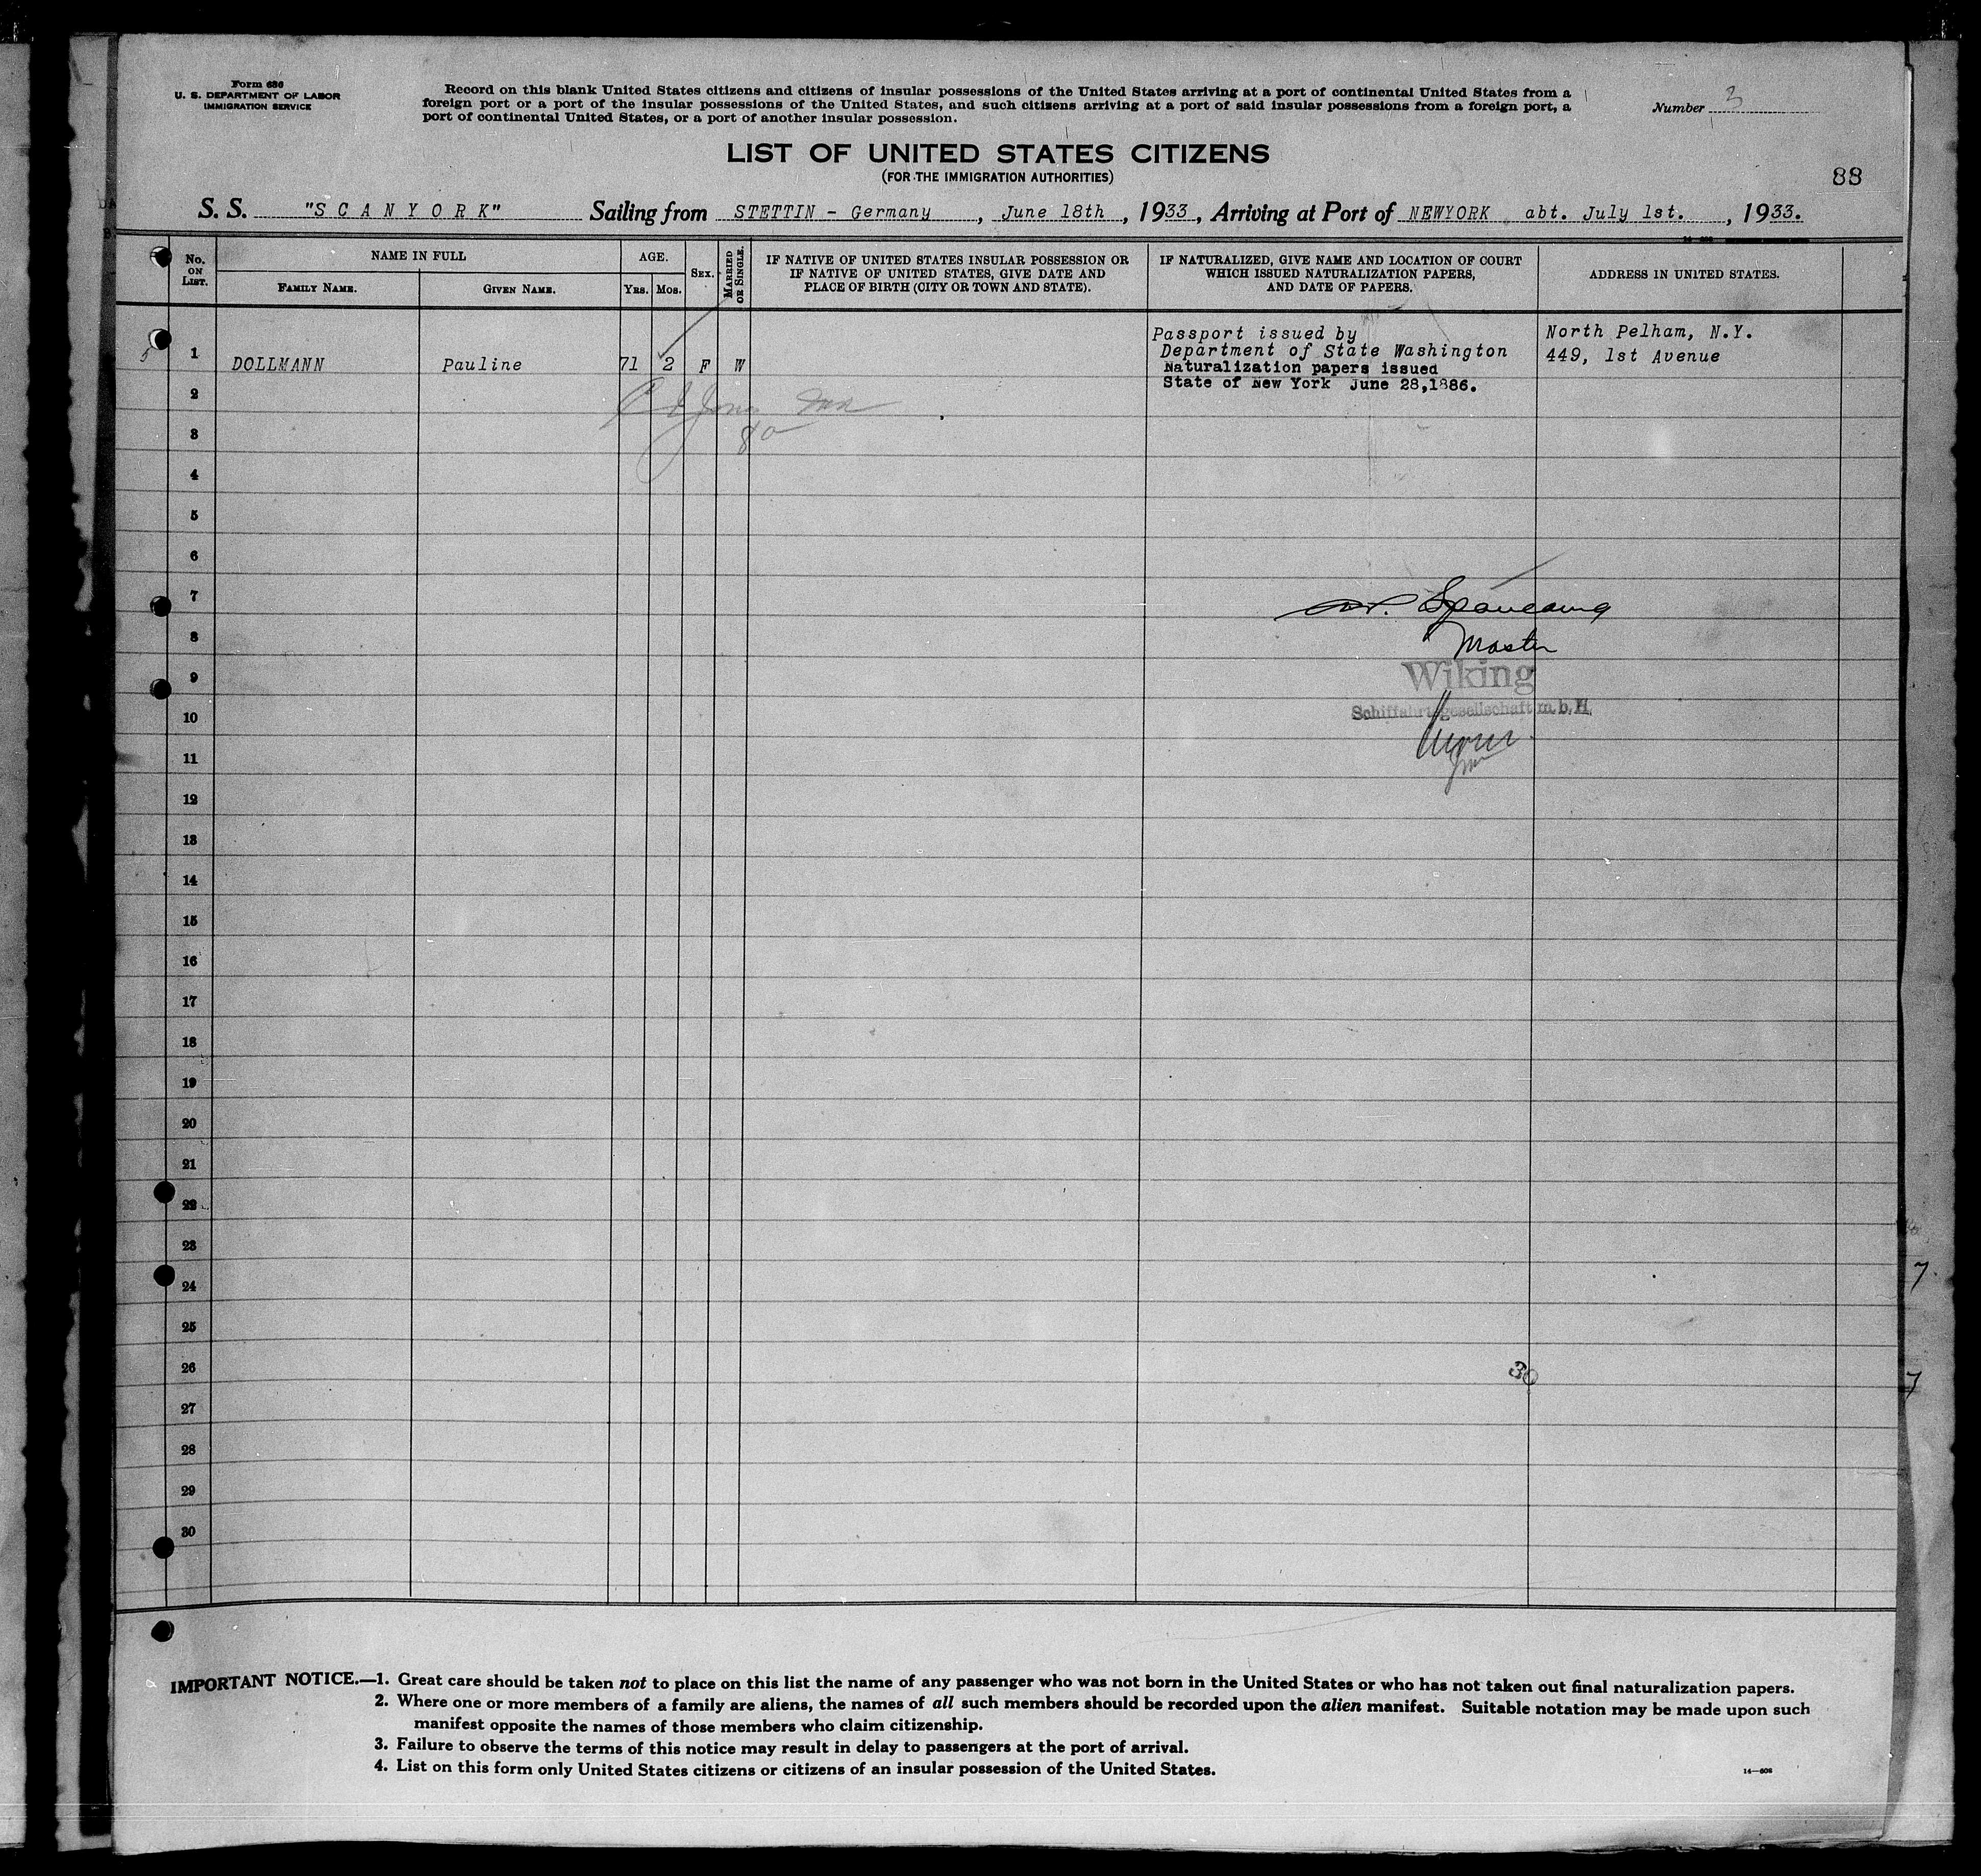 Form 686
U. S. DEPARTMENT OF LABOR
IMMIGRATION SERVICE
Record on this blank United States citizens and citizens of insular possessions of the United States arriving at a port of continental United States from a
foreign port or a port of the insular possessions of the United States, and such citizens arriving at a port of said insular possessions from a foreign port, a
port of continental United States, or a port of another insular possession.
Number 3
LIST OF UNITED STATES CITIZENS
(FOR THE IMMIGRATION AUTHORITIES)
88
S. S. "S C A N Y O R K" Sailing from STETTIN - Germany, June 18th, 1933, Arriving at Port of NEWYORK abt. July 1st., 1933.
No. ON LIST.
NAME IN FULL
FAMILY NAME.
GIVEN NAME.
AGE.
YRS. MOS.
SEX.
MARRIED OR SINGLE.
IF NATIVE OF UNITED STATES INSULAR POSSESSION OR
IF NATIVE OF UNITED STATES, GIVE DATE AND
PLACE OF BIRTH (CITY OR TOWN AND STATE).
IF NATURALIZED, GIVE NAME AND LOCATION OF COURT
WHICH ISSUED NATURALIZATION PAPERS,
AND DATE OF PAPERS.
ADDRESS IN UNITED STATES.
5
1 DOLLMANN Pauline 71 2 F W
Passport issued by
Department of State Washington
Naturalization papers issued
State of New York June 28,1886.
North Pelham, N.Y.
449, 1st Avenue
2
3
4
5
6
7
8 Master
9 Wiking
10 Schiffahrtsgesellschaft m.b.H.
11
12
13
14
15
16
17
18
19
20
21
22
23
24 7
25
26 30
7
27
28
29
30
IMPORTANT NOTICE.—1. Great care should be taken not to place on this list the name of any passenger who was not born in the United States or who has not taken out final naturalization papers.
2. Where one or more members of a family are aliens, the names of all such members should be recorded upon the alien manifest. Suitable notation may be made upon such
manifest opposite the names of those members who claim citizenship.
3. Failure to observe the terms of this notice may result in delay to passengers at the port of arrival.
4. List on this form only United States citizens or citizens of an insular possession of the United States.
14—608